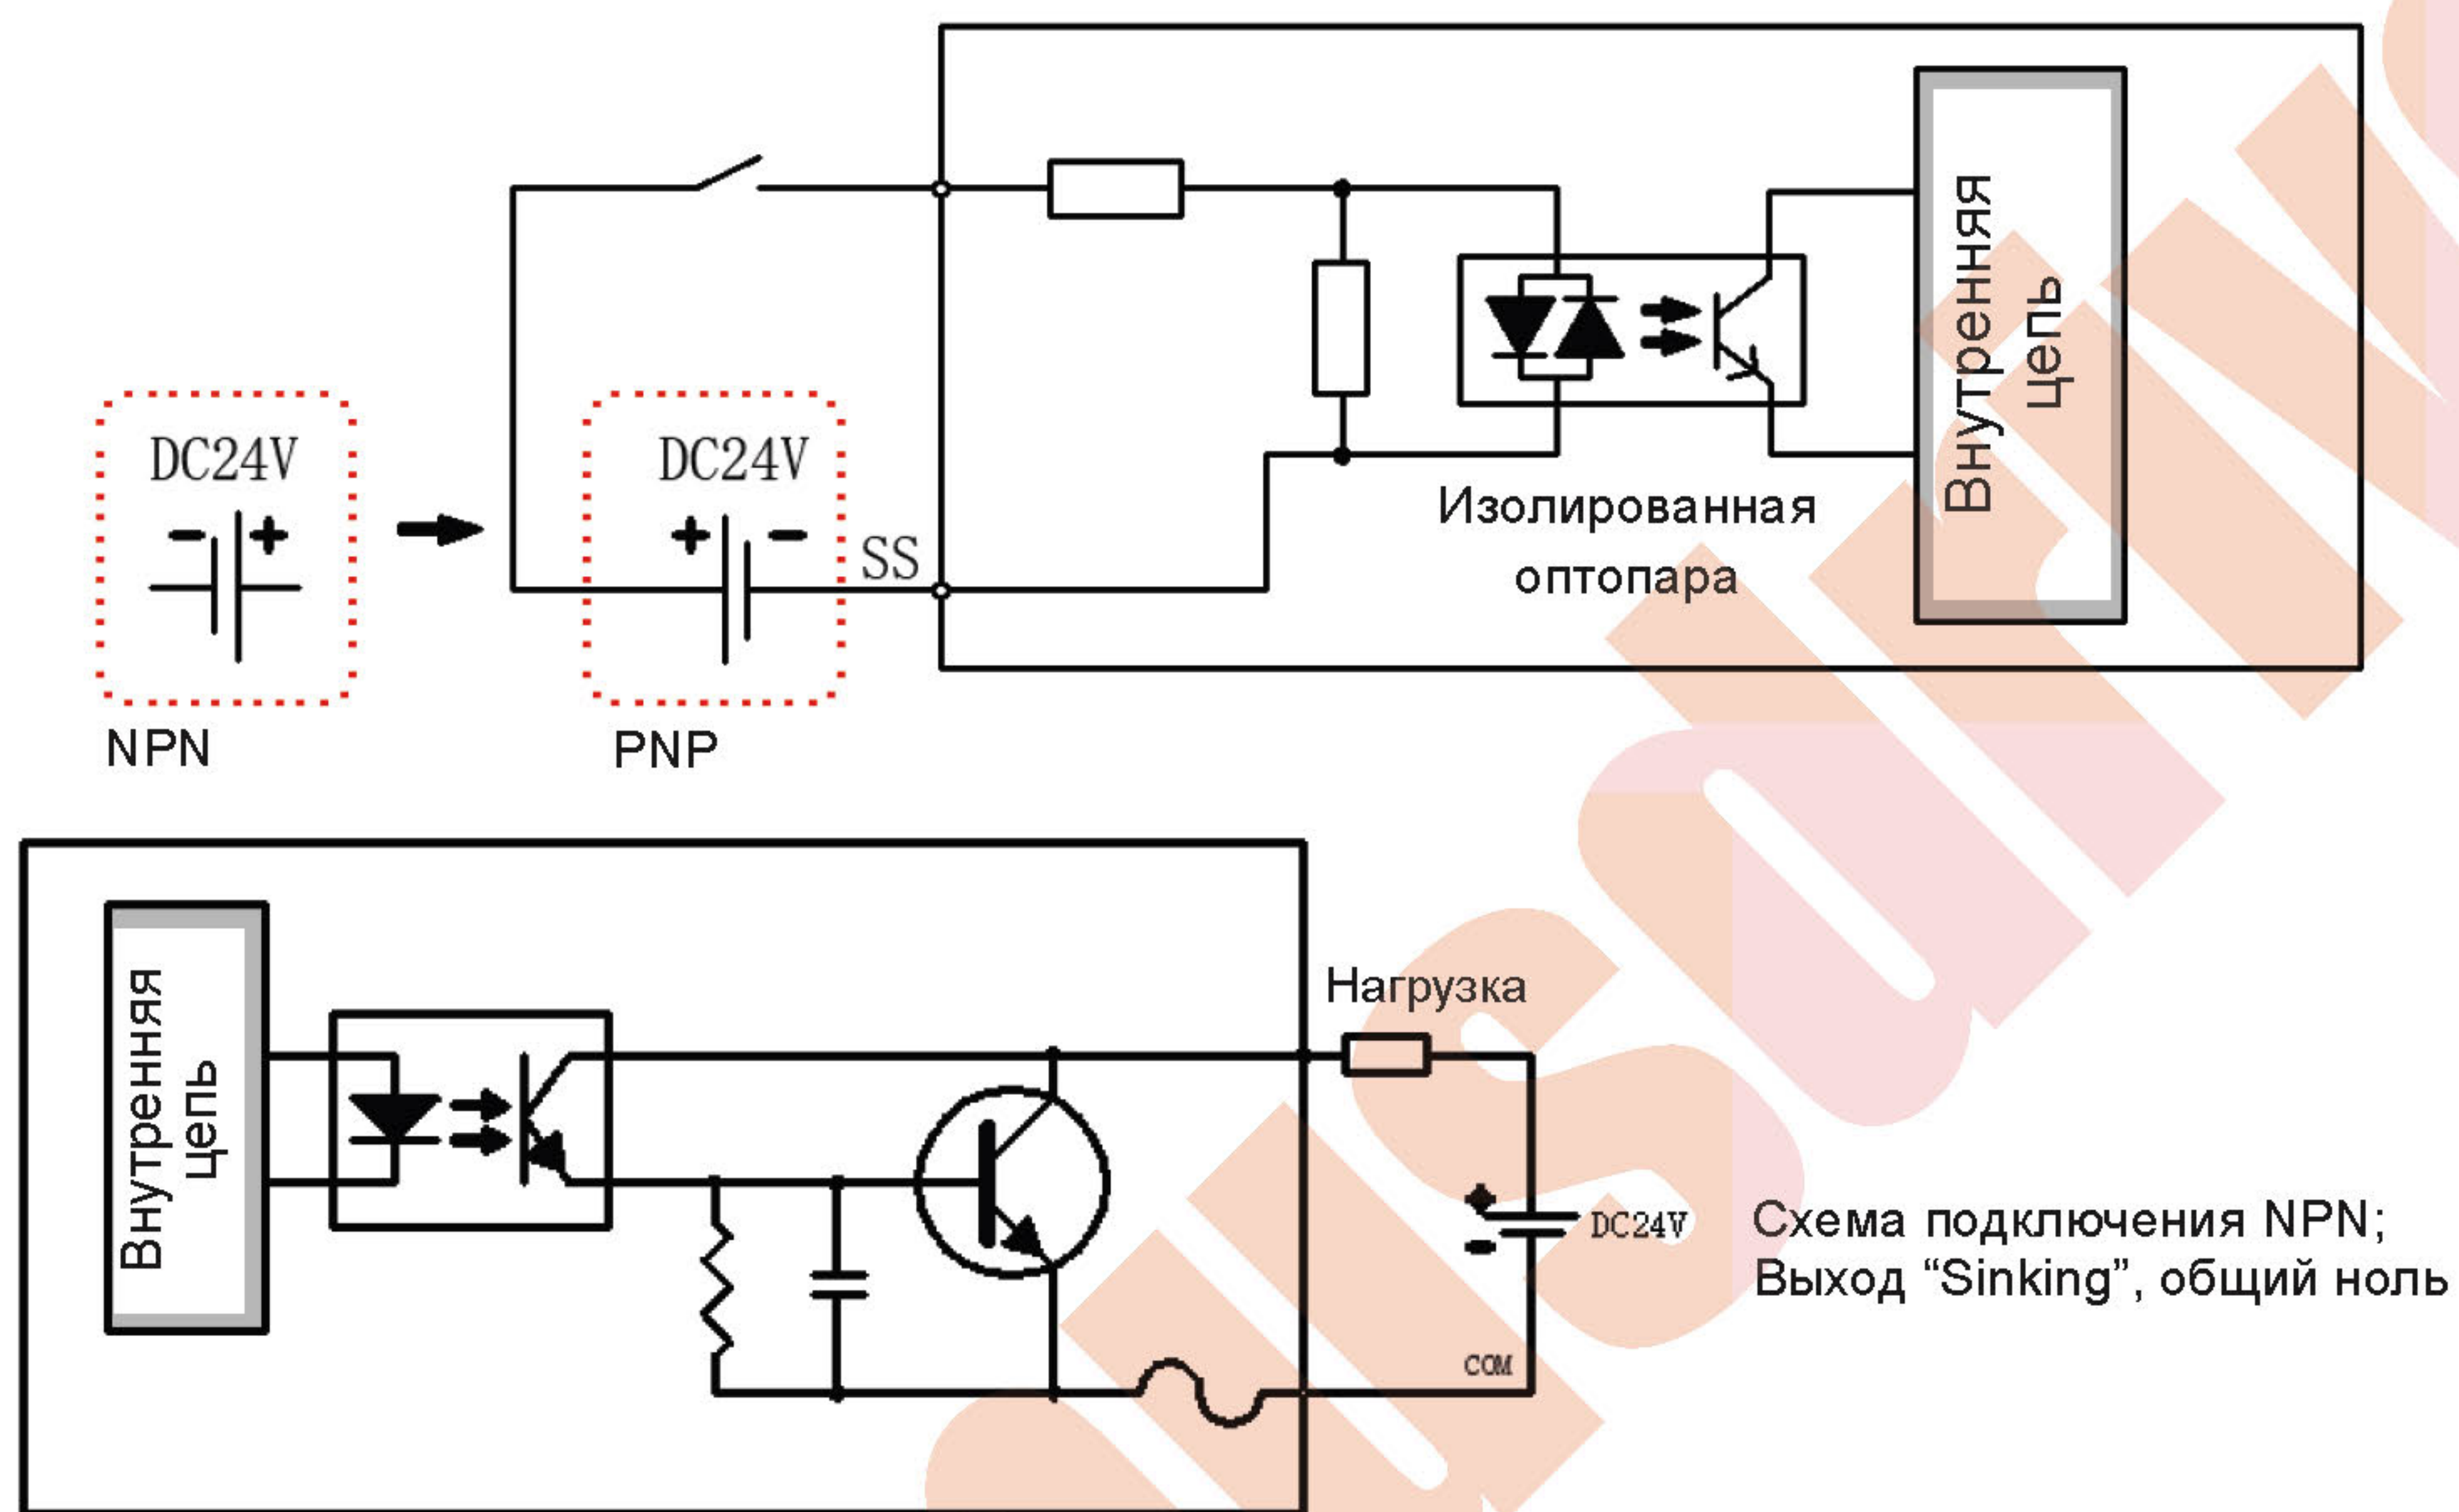 Внутренняя
цепь
DC24V
- +
DC24V
+ -
SS
Изолированная
оптопара
NPN
PNP
Внутренняя
цепь
Нагрузка
+
-
DC24V
Схема подключения NPN;
Выход “Sinking”, общий ноль
COM